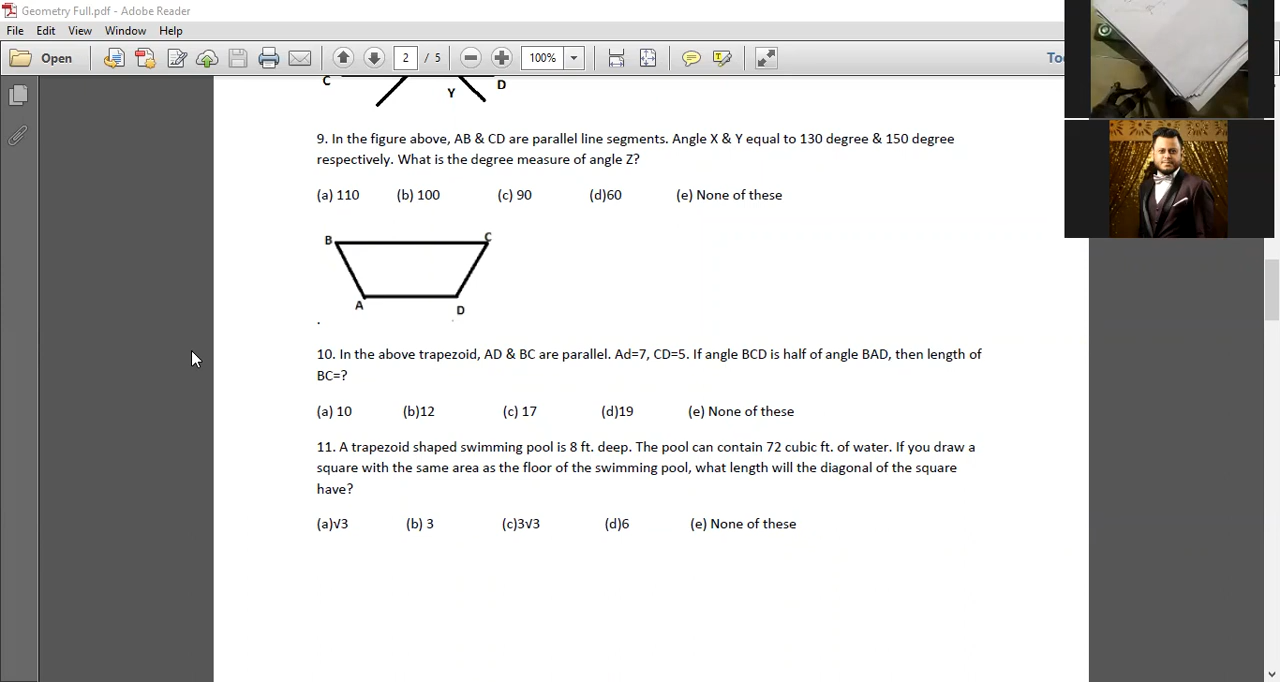 Geometry Full.pdf - Adobe Reader
File Edit View Window Help
Open 2 / 5 100% To
C Y D
9. In the figure above, AB & CD are parallel line segments. Angle X & Y equal to 130 degree & 150 degree
respectively. What is the degree measure of angle Z?
(a) 110 (b) 100 (c) 90 (d)60 (e) None of these
B C
A D
10. In the above trapezoid, AD & BC are parallel. Ad=7, CD=5. If angle BCD is half of angle BAD, then length of
BC=?
(a) 10 (b)12 (c) 17 (d)19 (e) None of these
11. A trapezoid shaped swimming pool is 8 ft. deep. The pool can contain 72 cubic ft. of water. If you draw a
square with the same area as the floor of the swimming pool, what length will the diagonal of the square
have?
(a)√3 (b) 3 (c)3√3 (d)6 (e) None of these